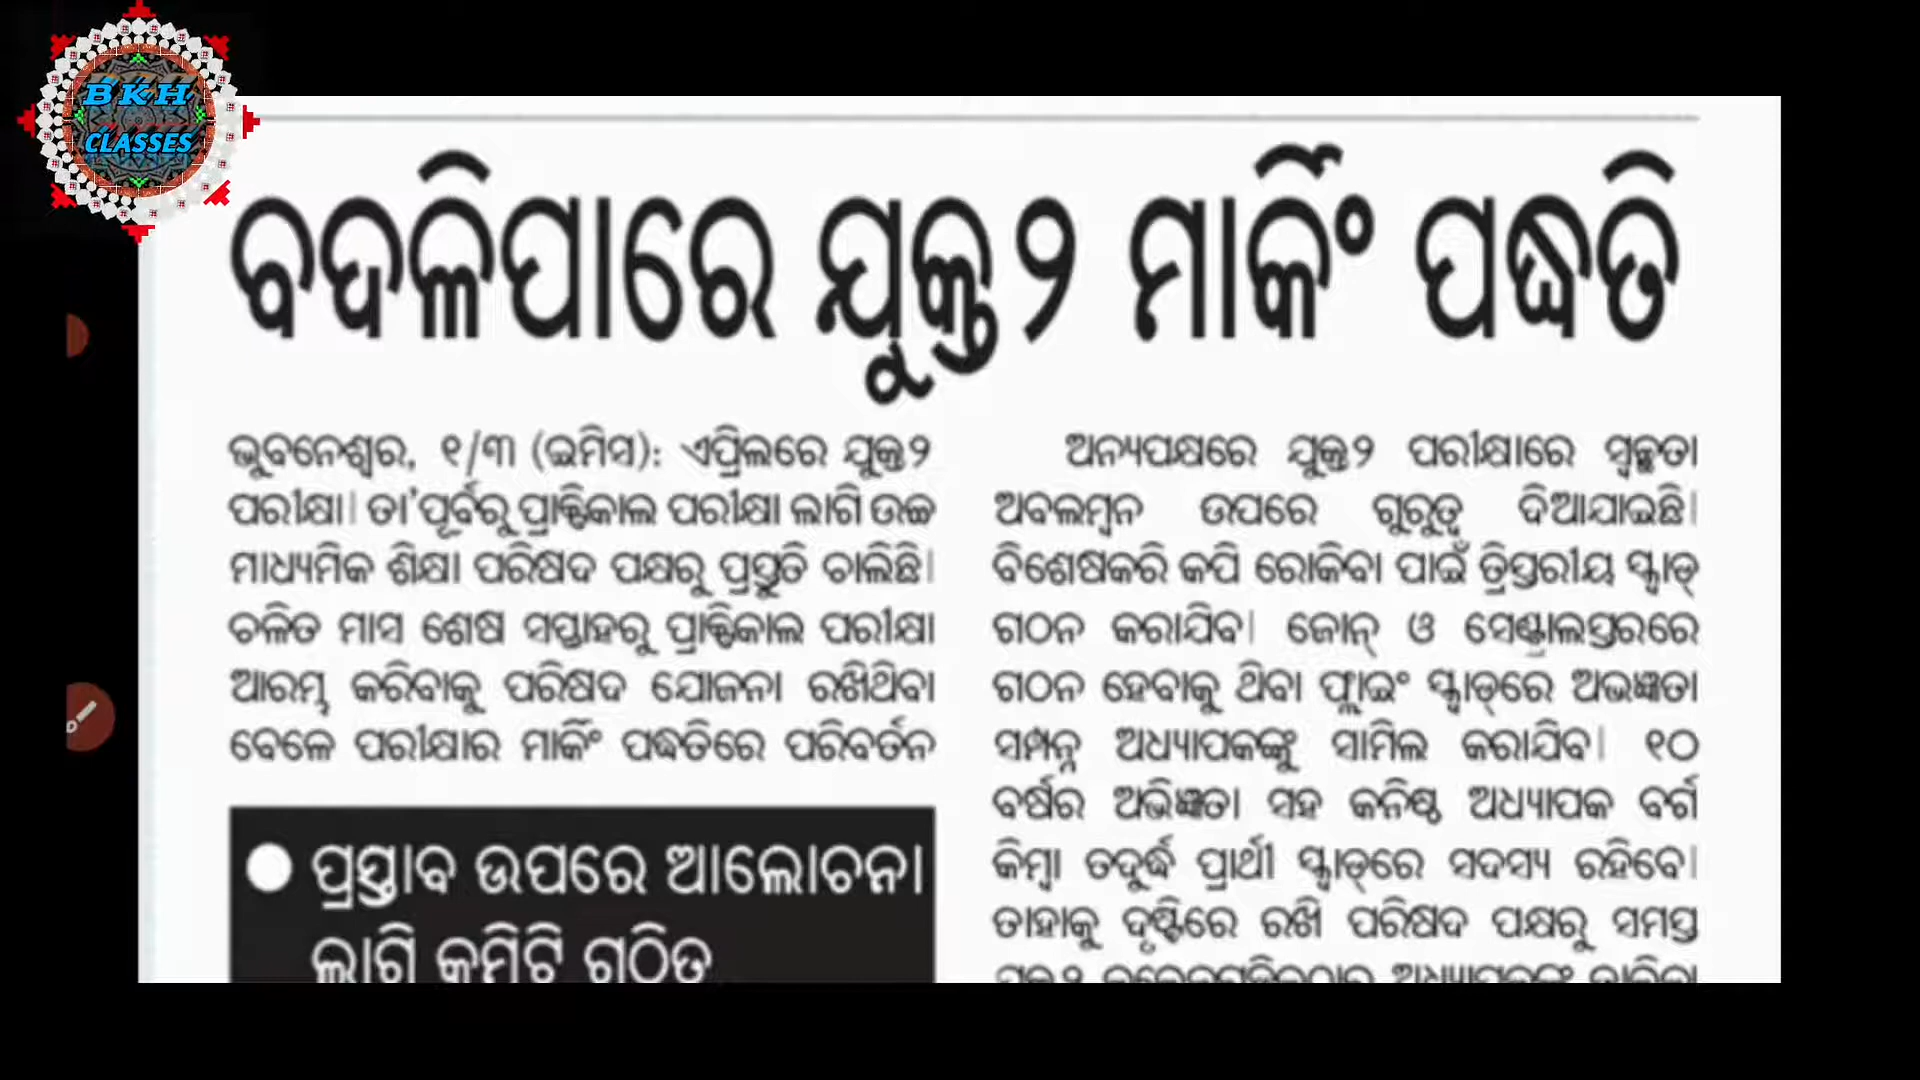 BKH
CLASSES
ବଦଳିପାରେ ଯୁକ୍ତ୨ ମାର୍କିଂ ପଦ୍ଧତି
ଭୁବନେଶ୍ୱର, ୧/୩ (ଇମିସ): ଏପ୍ରିଲରେ ଯୁକ୍ତ୨
ପରୀକ୍ଷା। ତା'ପୂର୍ବରୁ ପ୍ରାକ୍ଟିକାଲ ପରୀକ୍ଷା ଲାଗି ଉଚ୍ଚ
ମାଧ୍ୟମିକ ଶିକ୍ଷା ପରିଷଦ ପକ୍ଷରୁ ପ୍ରସ୍ତୁତି ଚାଲିଛି।
ଚଳିତ ମାସ ଶେଷ ସପ୍ତାହରୁ ପ୍ରାକ୍ଟିକାଲ ପରୀକ୍ଷା
ଆରମ୍ଭ କରିବାକୁ ପରିଷଦ ଯୋଜନା ରଖିଥିବା
ବେଳେ ପରୀକ୍ଷାର ମାର୍କିଂ ପଦ୍ଧତିରେ ପରିବର୍ତନ
● ପ୍ରସ୍ତାବ ଉପରେ ଆଲୋଚନା
ଲାଗି କମିଟି ଗଠିତ
ଅନ୍ୟପକ୍ଷରେ ଯୁକ୍ତ୨ ପରୀକ୍ଷାରେ ସ୍ୱଚ୍ଛତା
ଅବଲମ୍ବନ ଉପରେ ଗୁରୁତ୍ୱ ଦିଆଯାଇଛି।
ବିଶେଷକରି କପି ରୋକିବା ପାଇଁ ତ୍ରିସ୍ତରୀୟ ସ୍କ୍ୱାଡ୍
ଗଠନ କରାଯିବ। ଜୋନ୍ ଓ ସେଣ୍ଟ୍ରାଲସ୍ତରରେ
ଗଠନ ହେବାକୁ ଥିବା ଫ୍ଲାଇଂ ସ୍କ୍ୱାଡ୍‌ରେ ଅଭଜ୍ଞତା
ସମ୍ପନ୍ନ ଅଧ୍ୟାପକଙ୍କୁ ସାମିଲ କରାଯିବ। ୧୦
ବର୍ଷର ଅଭିଜ୍ଞତା ସହ କନିଷ୍ଠ ଅଧ୍ୟାପକ ବର୍ଗ
କିମ୍ବା ତଦୁର୍ଦ୍ଧ ପ୍ରାର୍ଥୀ ସ୍କ୍ୱାଡ୍‌ରେ ସଦସ୍ୟ ରହିବେ।
ତାହାକୁ ଦୃଷ୍ଟିରେ ରଖି ପରିଷଦ ପକ୍ଷରୁ ସମସ୍ତ